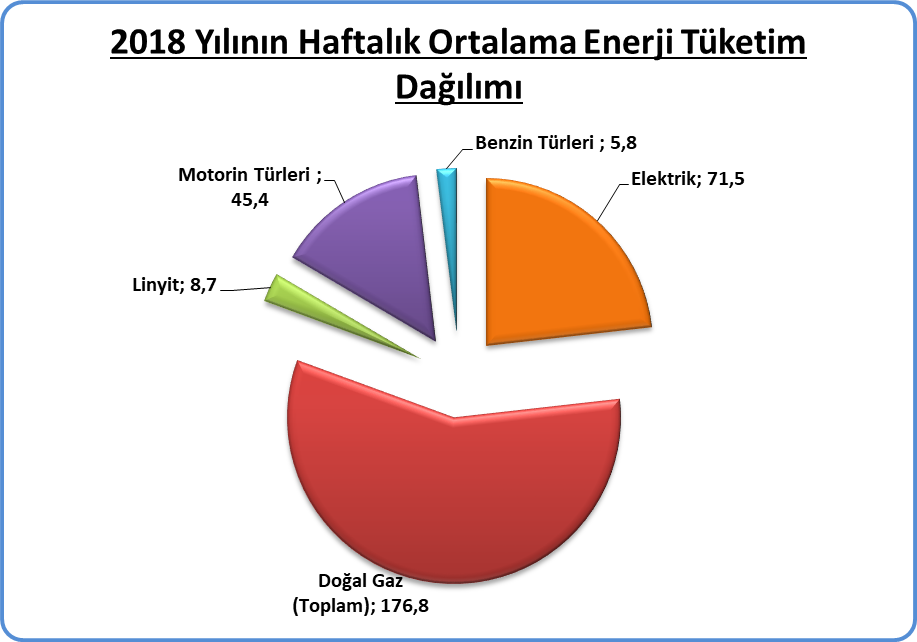 2018 Yılının Haftalık Ortalama Enerji Tüketim
Dağılımı
Benzin Türleri ; 5,8
Motorin Türleri ;
45,4
Elektrik; 71,5
Linyit; 8,7
Doğal Gaz
(Toplam); 176,8